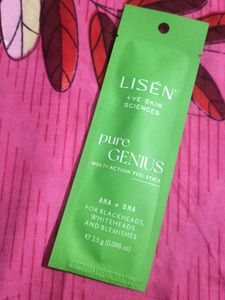 LISÉN®
+VE SKIN
SCIENCES
pure
GENIUS
MULTI-ACTION PEEL STICK
AHA + BHA
FOR BLACKHEADS,
WHITEHEADS
AND BLEMISHES
℮ 2.5 g (0.088 oz)